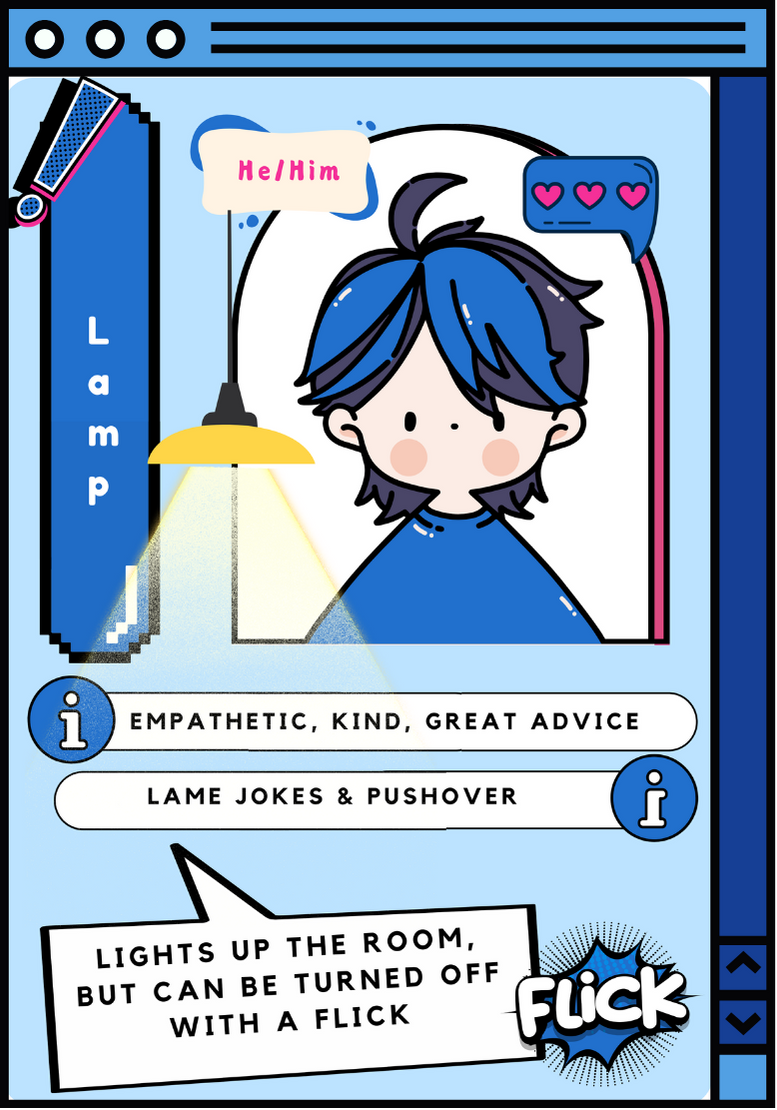 He/Him
Lamp
i
EMPATHETIC, KIND, GREAT ADVICE
LAME JOKES & PUSHOVER
i
LIGHTS UP THE ROOM,
BUT CAN BE TURNED OFF
WITH A FLICK
FLiCK